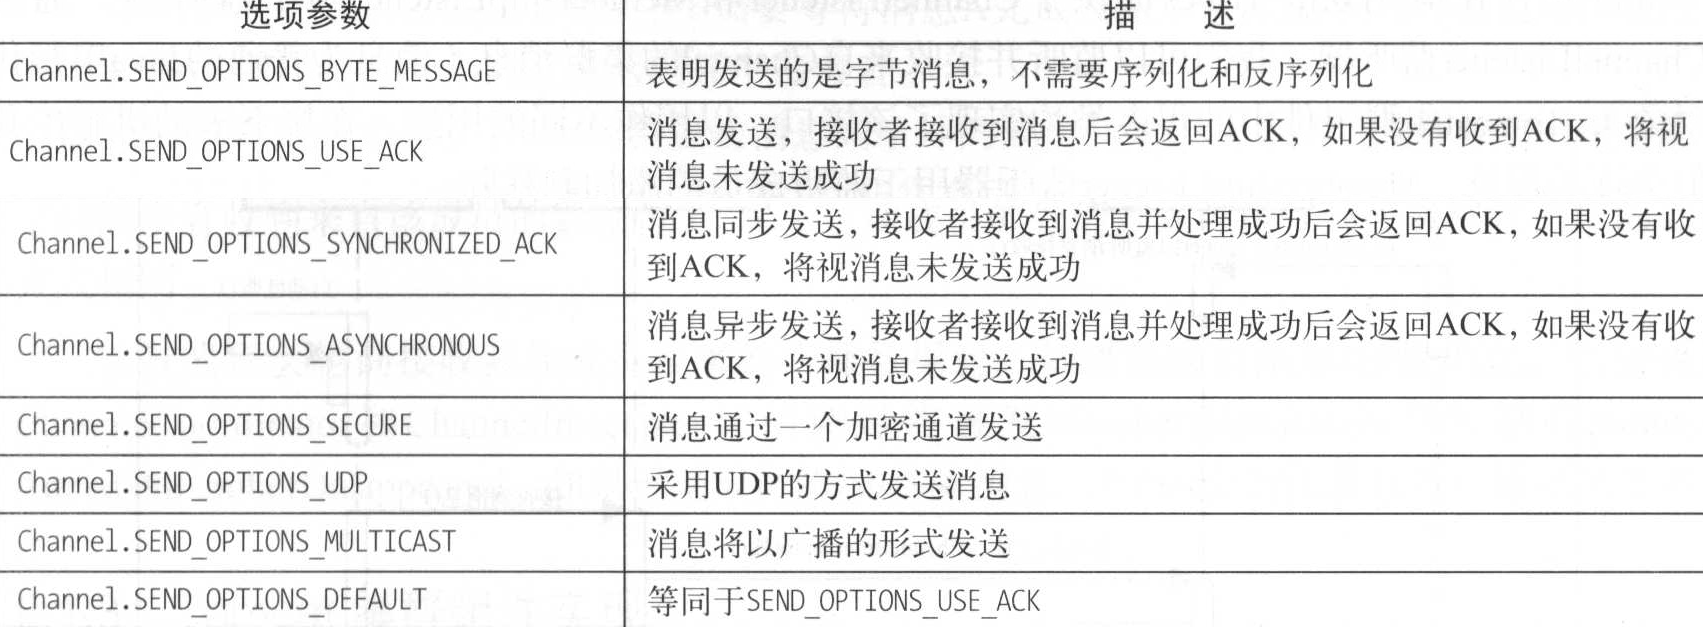 选项参数 描 述
Channel.SEND_OPTIONS_BYTE_MESSAGE 表明发送的是字节消息，不需要序列化和反序列化
Channel.SEND_OPTIONS_USE_ACK 消息发送，接收者接收到消息后会返回ACK，如果没有收到ACK，将视
消息未发送成功
Channel.SEND_OPTIONS_SYNCHRONIZED_ACK 消息同步发送，接收者接收到消息并处理成功后会返回ACK，如果没有收
到ACK，将视消息未发送成功
Channel.SEND_OPTIONS_ASYNCHRONOUS 消息异步发送，接收者接收到消息并处理成功后会返回ACK，如果没有收
到ACK，将视消息未发送成功
Channel.SEND_OPTIONS_SECURE 消息通过一个加密通道发送
Channel.SEND_OPTIONS_UDP 采用UDP的方式发送消息
Channel.SEND_OPTIONS_MULTICAST 消息将以广播的形式发送
Channel.SEND_OPTIONS_DEFAULT 等同于SEND_OPTIONS_USE_ACK